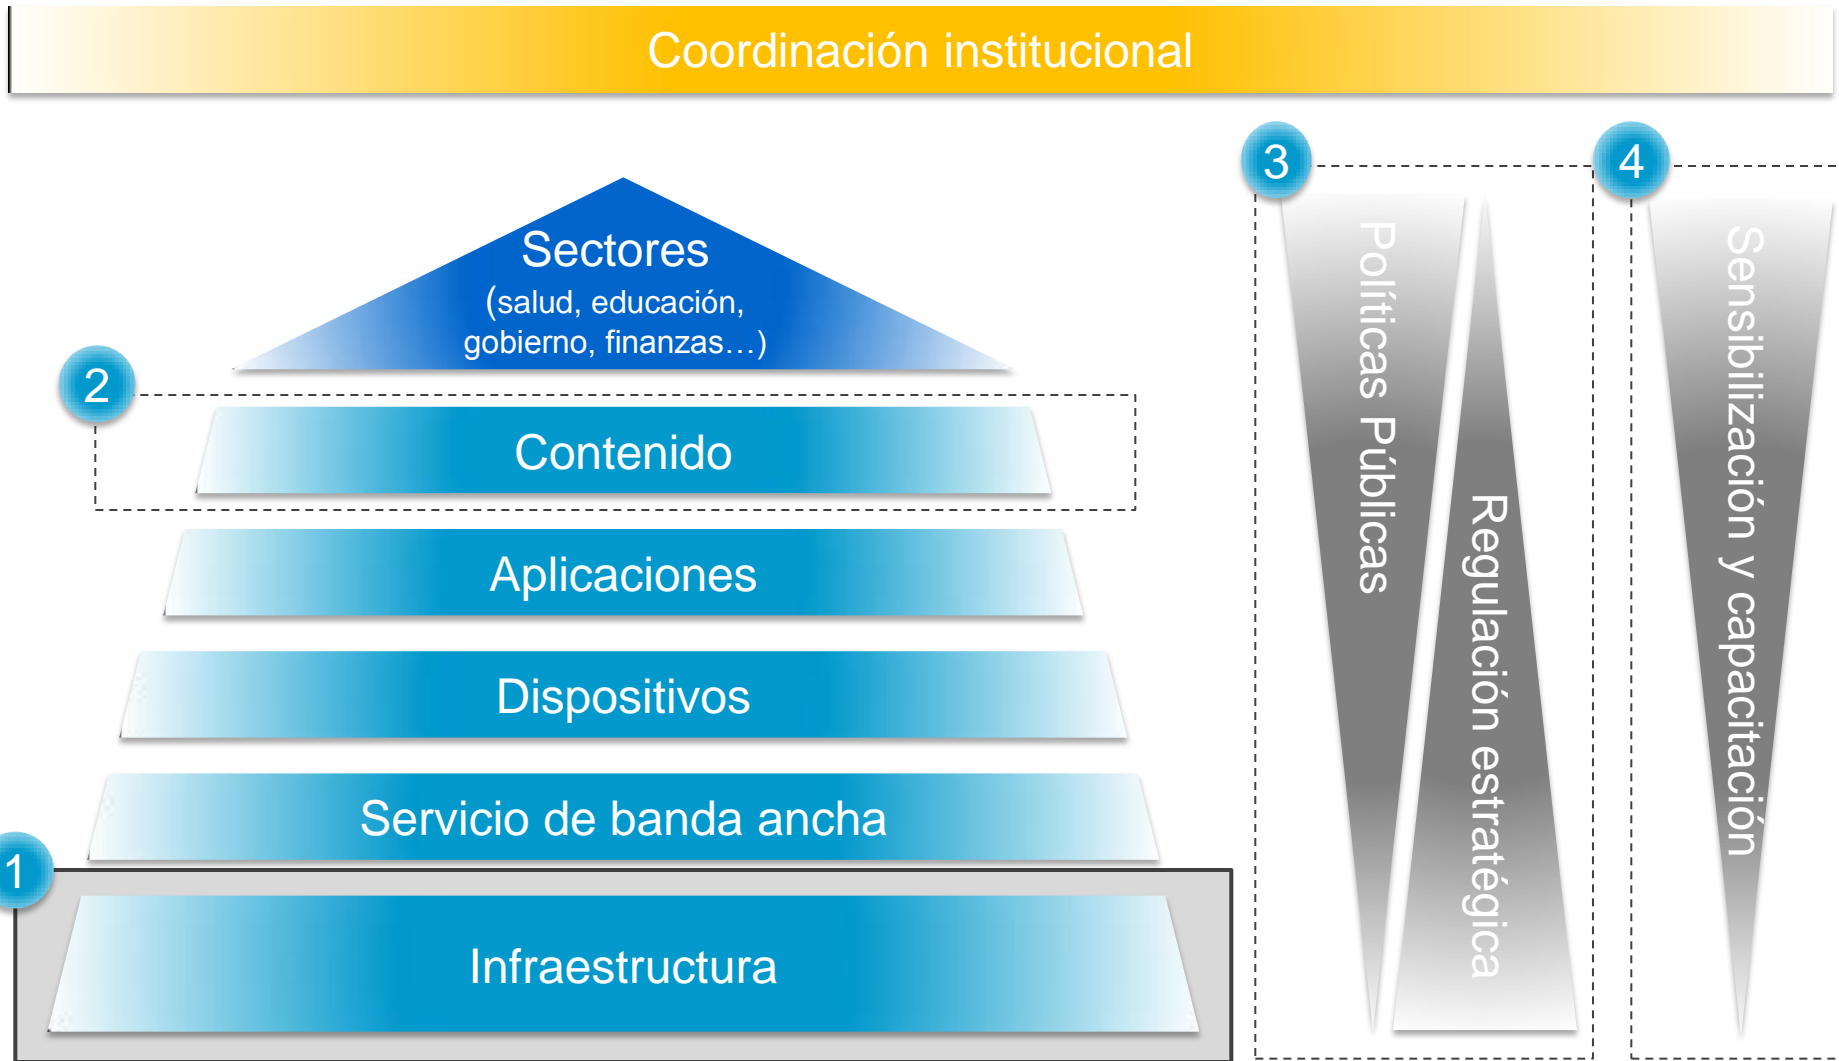 Coordinación institucional
Sectores
(salud, educación,
gobierno, finanzas…)
2
Contenido
Aplicaciones
Dispositivos
Servicio de banda ancha
1
Infraestructura
3
Políticas Públicas
Regulación estratégica
4
Sensibilización y capacitación